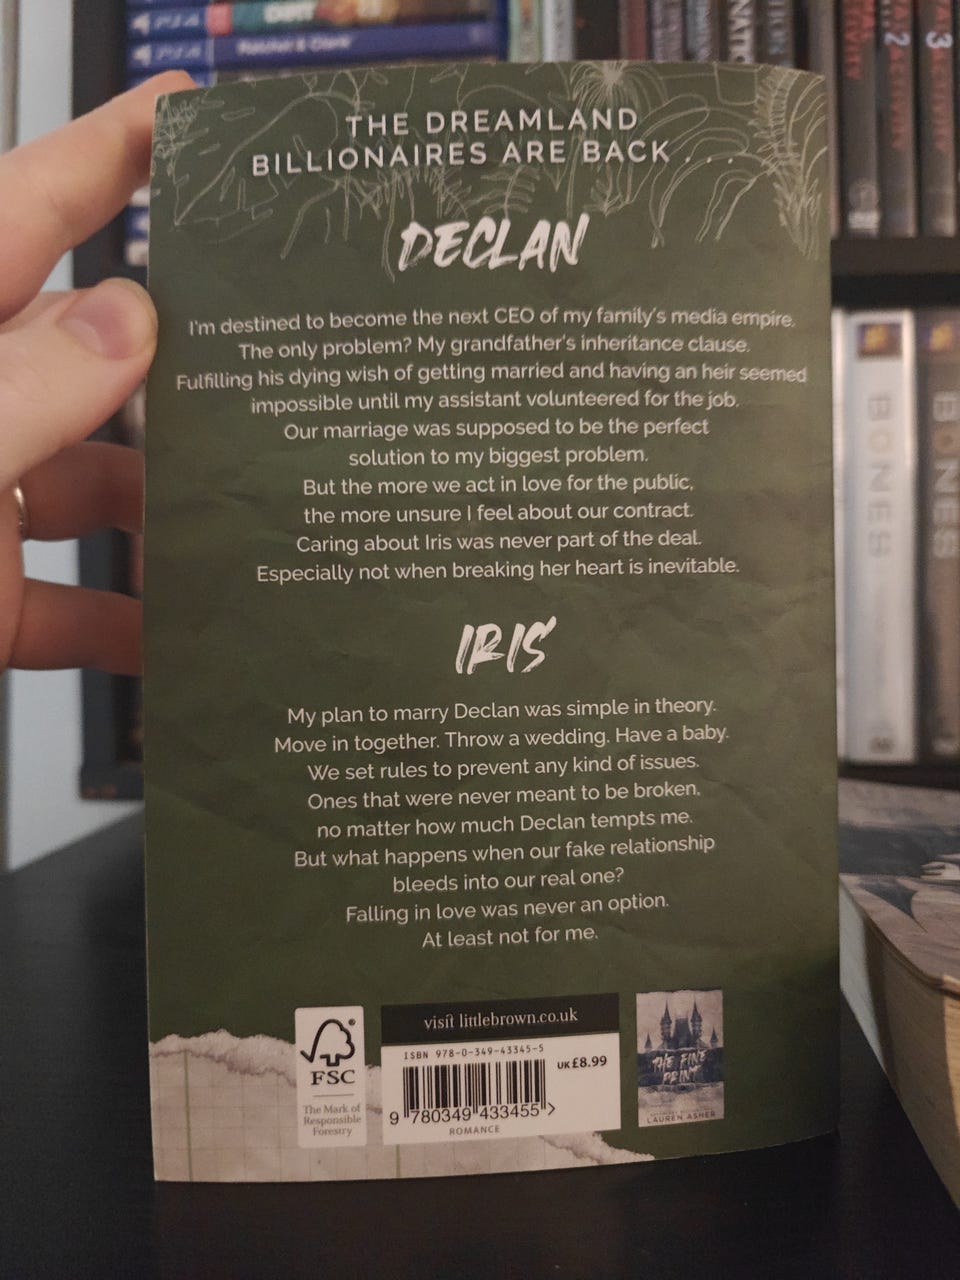 PS4
OUT
PS4
Ratchet & Clank
2
3
BONES
BONES
THE DREAMLAND
BILLIONAIRES ARE BACK . . .
DECLAN
I'm destined to become the next CEO of my family's media empire.
The only problem? My grandfather's inheritance clause.
Fulfilling his dying wish of getting married and having an heir seemed
impossible until my assistant volunteered for the job.
Our marriage was supposed to be the perfect
solution to my biggest problem.
But the more we act in love for the public,
the more unsure I feel about our contract.
Caring about Iris was never part of the deal.
Especially not when breaking her heart is inevitable.
IRIS
My plan to marry Declan was simple in theory.
Move in together. Throw a wedding. Have a baby.
We set rules to prevent any kind of issues.
Ones that were never meant to be broken,
no matter how much Declan tempts me.
But what happens when our fake relationship
bleeds into our real one?
Falling in love was never an option.
At least not for me.
FSC
The Mark of
Responsible
Forestry
visit littlebrown.co.uk
ISBN 978-0-349-43345-5
UK £8.99
9 780349 433455 >
ROMANCE
THE FINE
PRINT
LAUREN ASHER